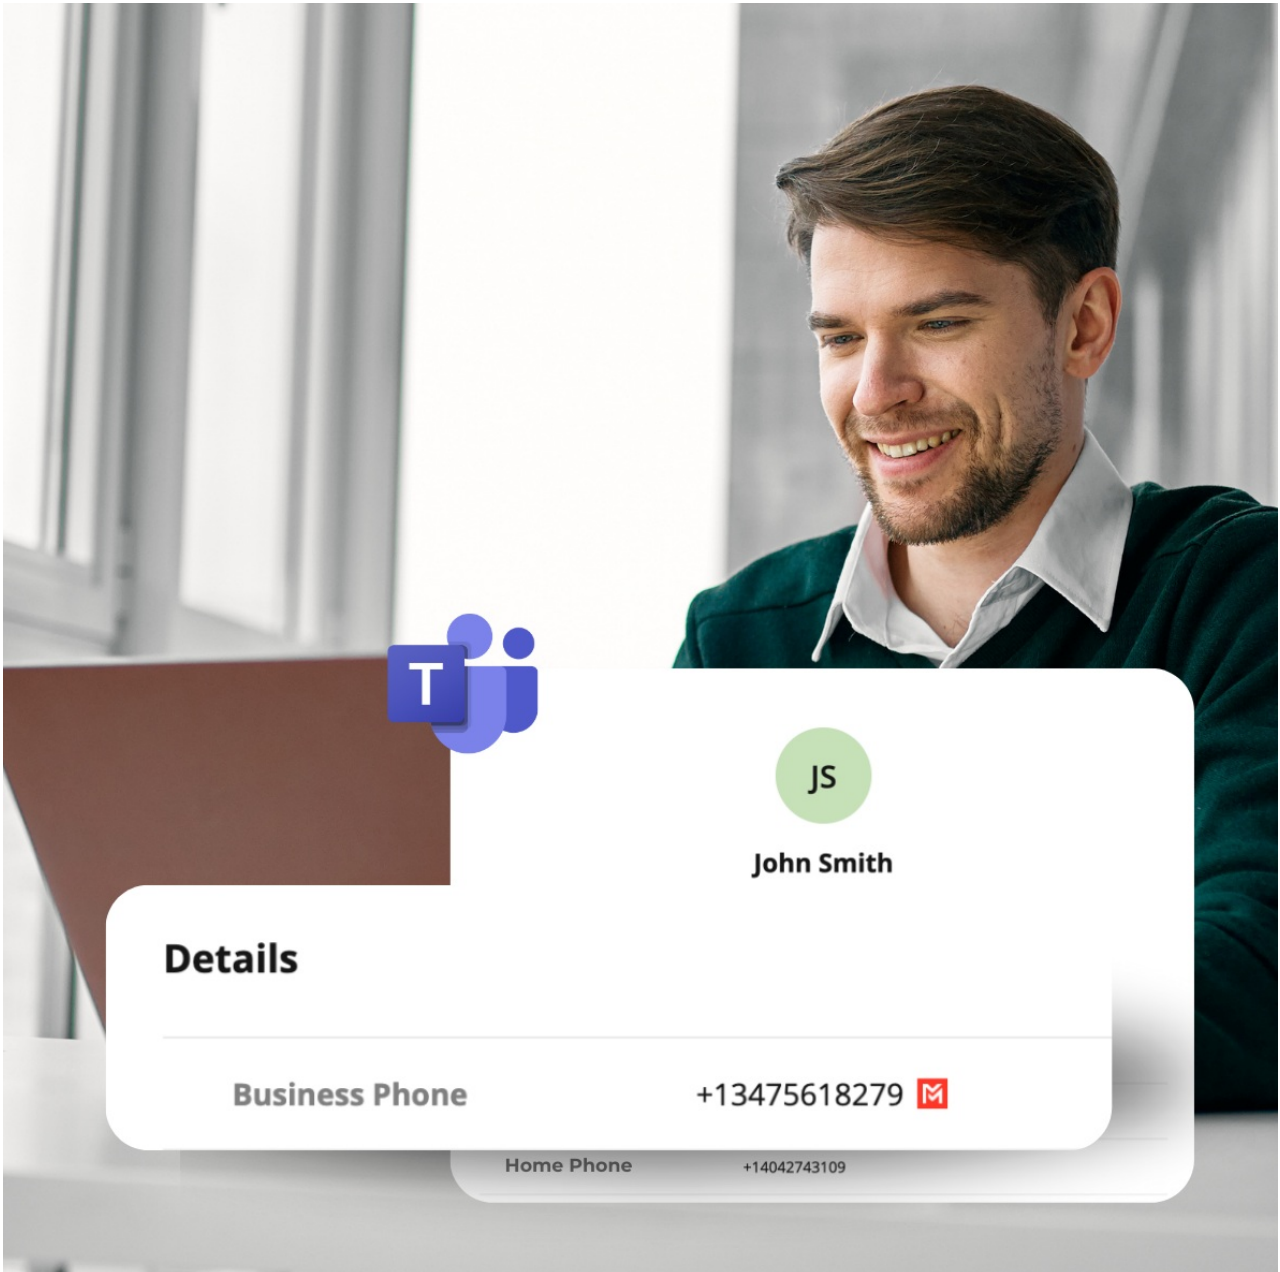 T
JS
John Smith
Details
Business Phone +13475618279
Home Phone +14042743109